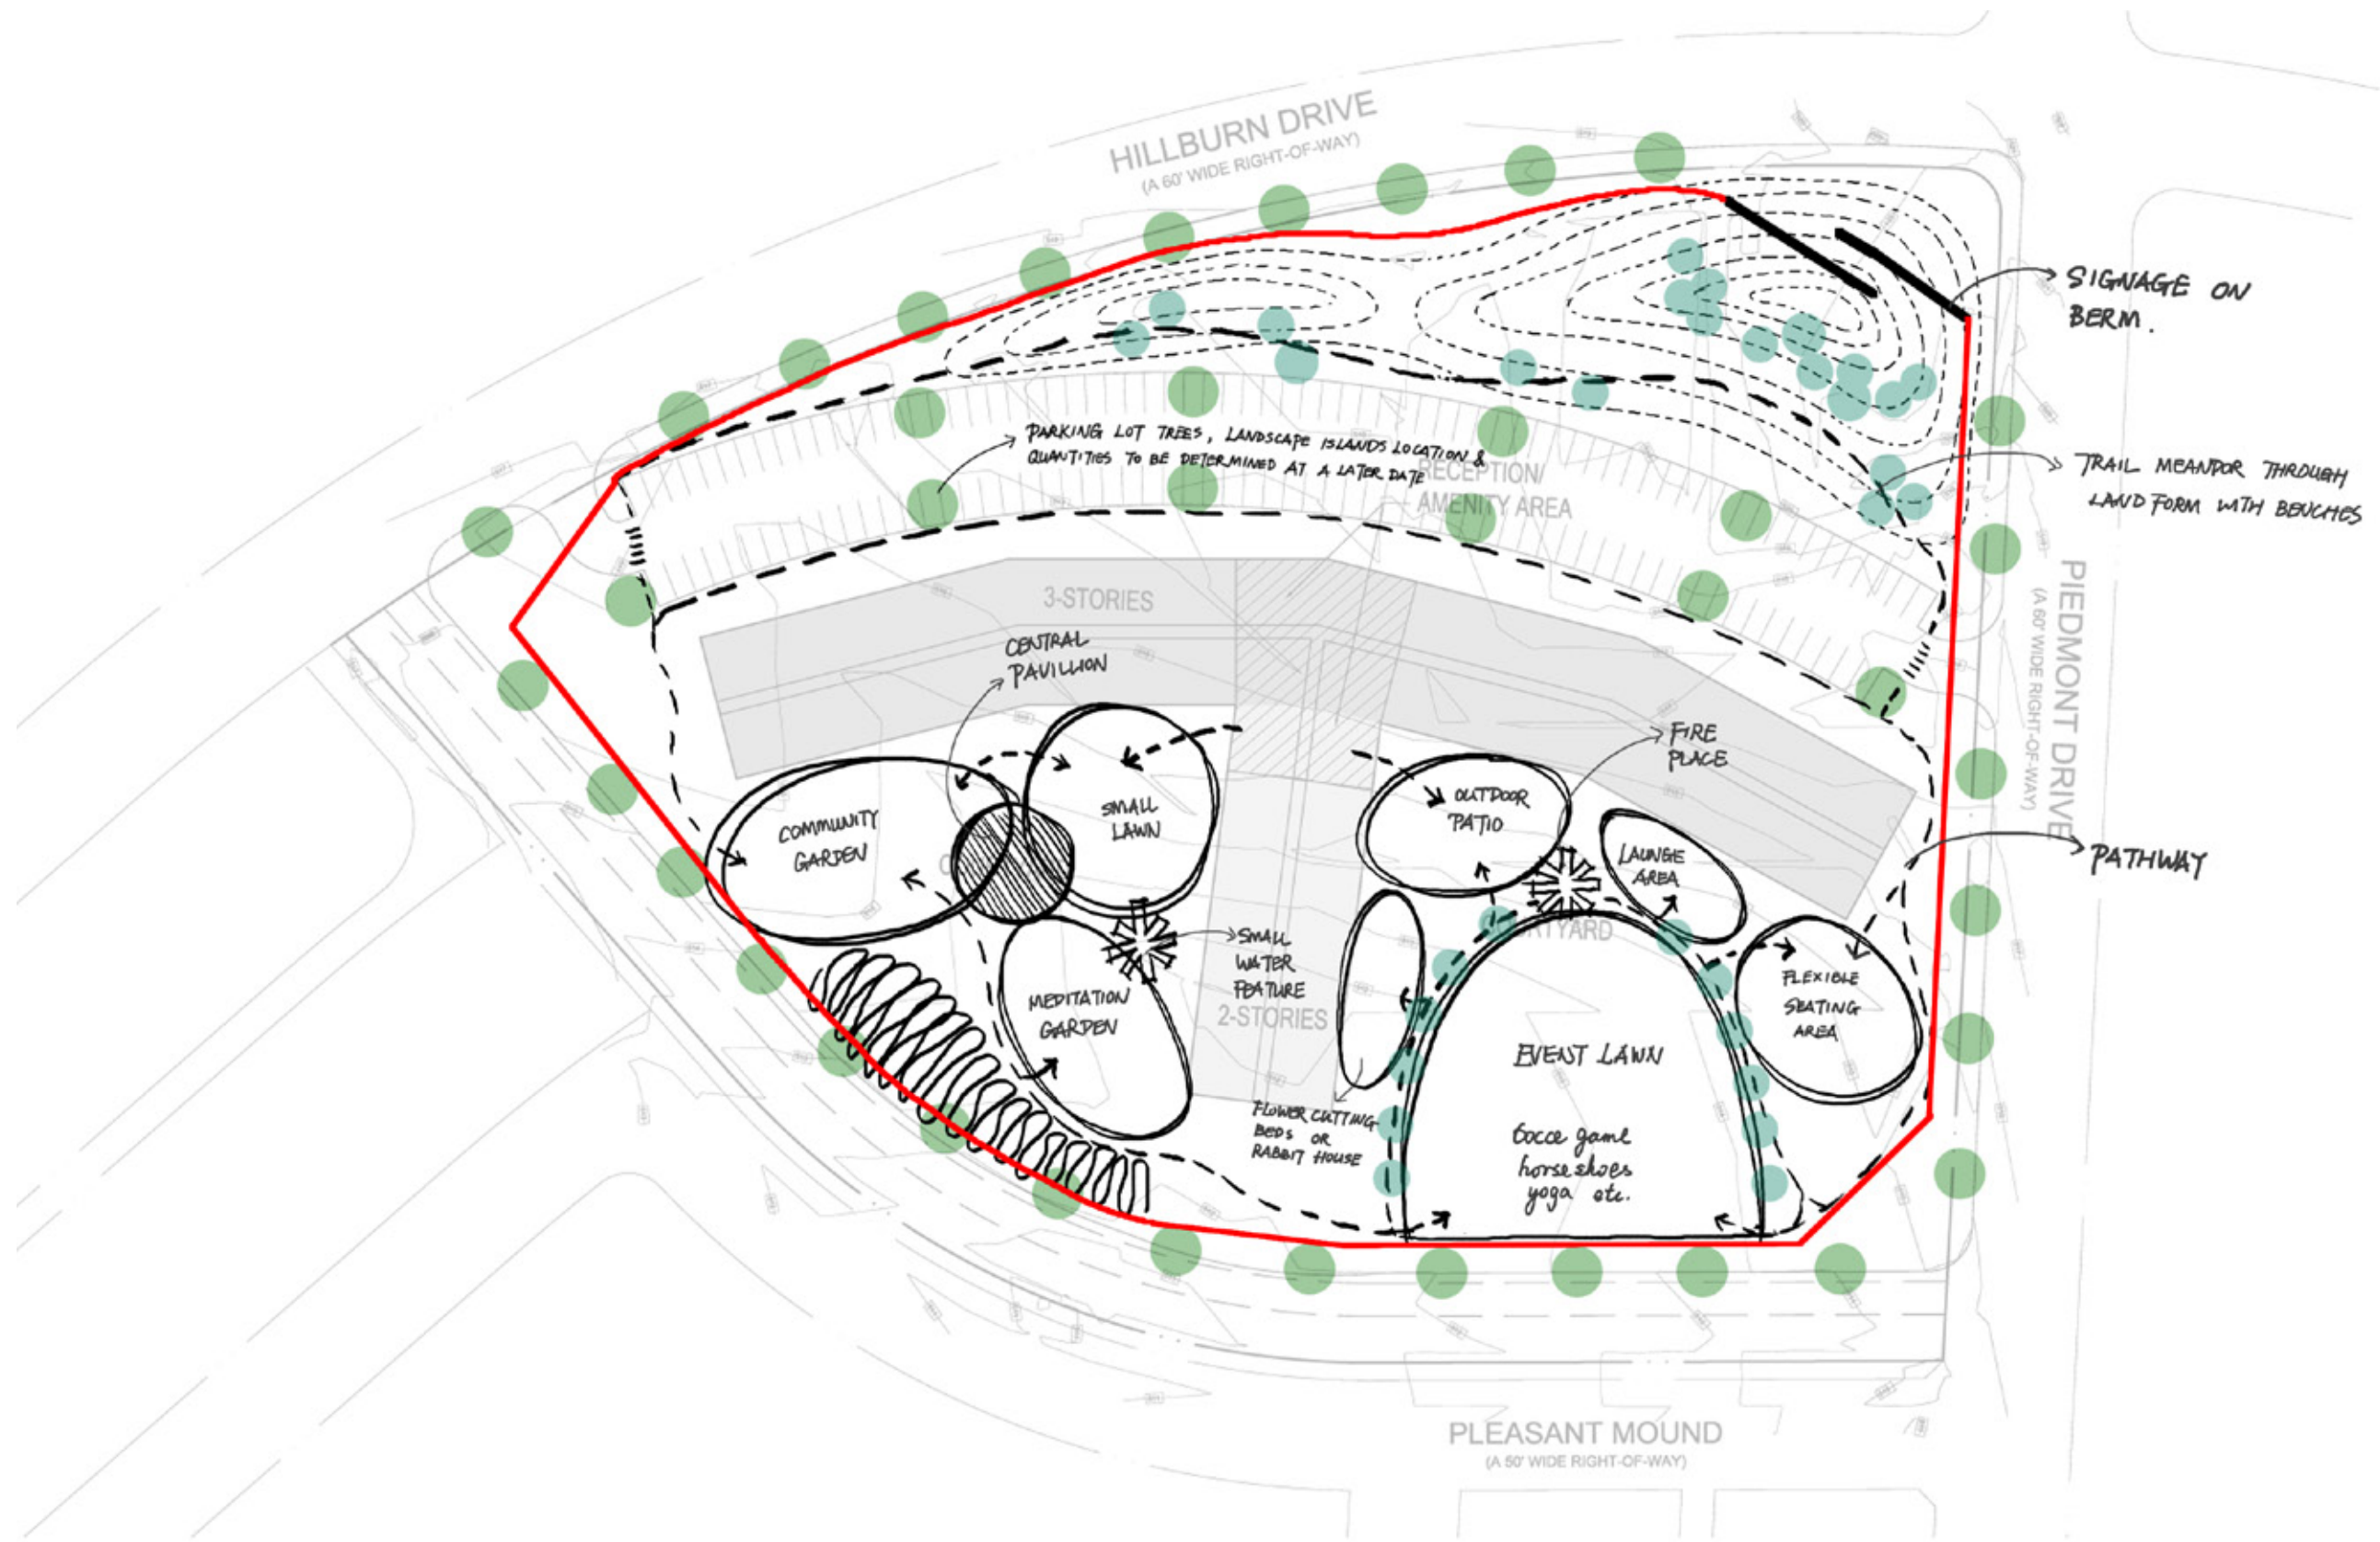 HILLBURN DRIVE
(A 60' WIDE RIGHT-OF-WAY)
SIGNAGE ON
BERM.
PARKING LOT TREES, LANDSCAPE ISLANDS LOCATION &
QUANTITIES TO BE DETERMINED AT A LATER DATE
RECEPTION/
AMENITY AREA
TRAIL MEANDOR THROUGH
LAND FORM WITH BENCHES
PIEDMONT DRIVE
(A 60' WIDE RIGHT-OF-WAY)
3-STORIES
CENTRAL
PAVILLION
FIRE
PLACE
COMMUNITY
GARDEN
SMALL
LAWN
OUTDOOR
PATIO
LAUNGE
AREA
PATHWAY
SMALL
WATER
FEATURE
2-STORIES
MEDITATION
GARDEN
FLEXIBLE
SEATING
AREA
FLOWER CUTTING
BEDS OR
RABBIT HOUSE
EVENT LAWN
bocce game
horse shoes
yoga etc.
PLEASANT MOUND
(A 50' WIDE RIGHT-OF-WAY)